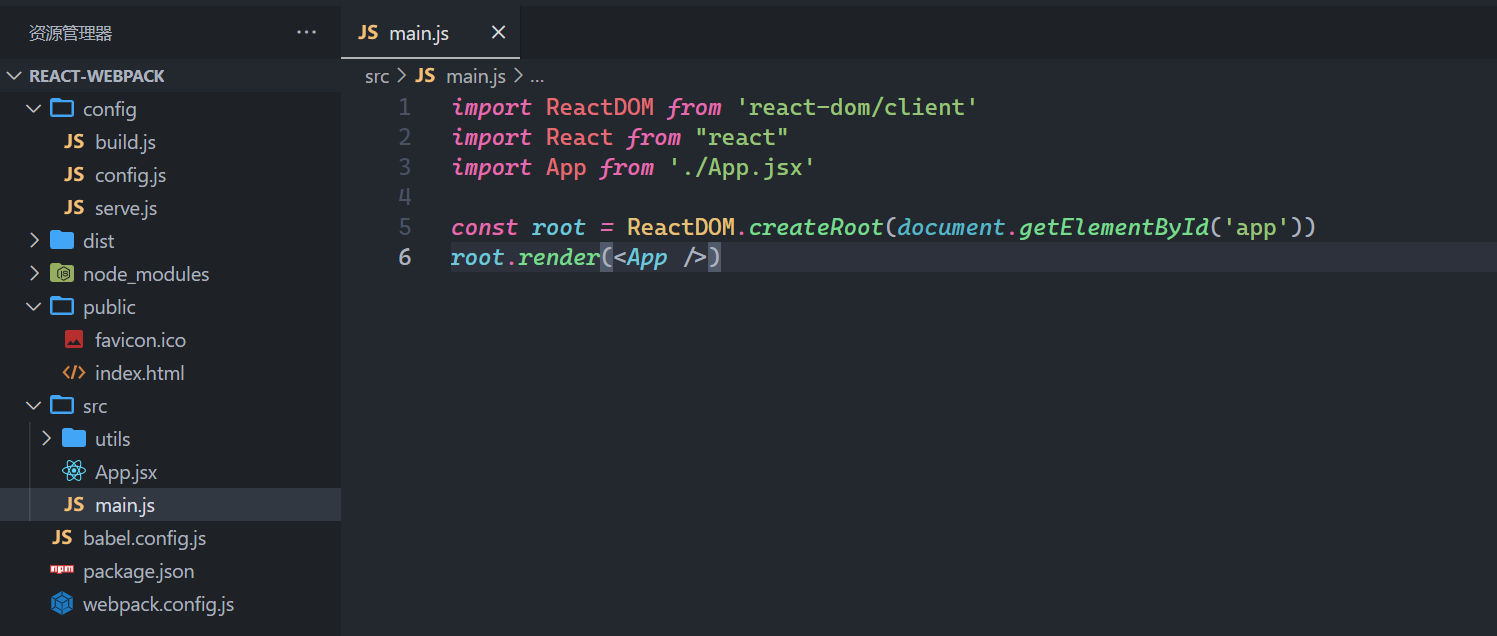 资源管理器 ...
REACT-WEBPACK
config
JS build.js
JS config.js
JS serve.js
dist
node_modules
public
favicon.ico
index.html
src
utils
App.jsx
JS main.js
JS babel.config.js
package.json
webpack.config.js
JS main.js
src > JS main.js > ...
1 import ReactDOM from 'react-dom/client'
2 import React from "react"
3 import App from './App.jsx'
4
5 const root = ReactDOM.createRoot(document.getElementById('app'))
6 root.render(<App />)